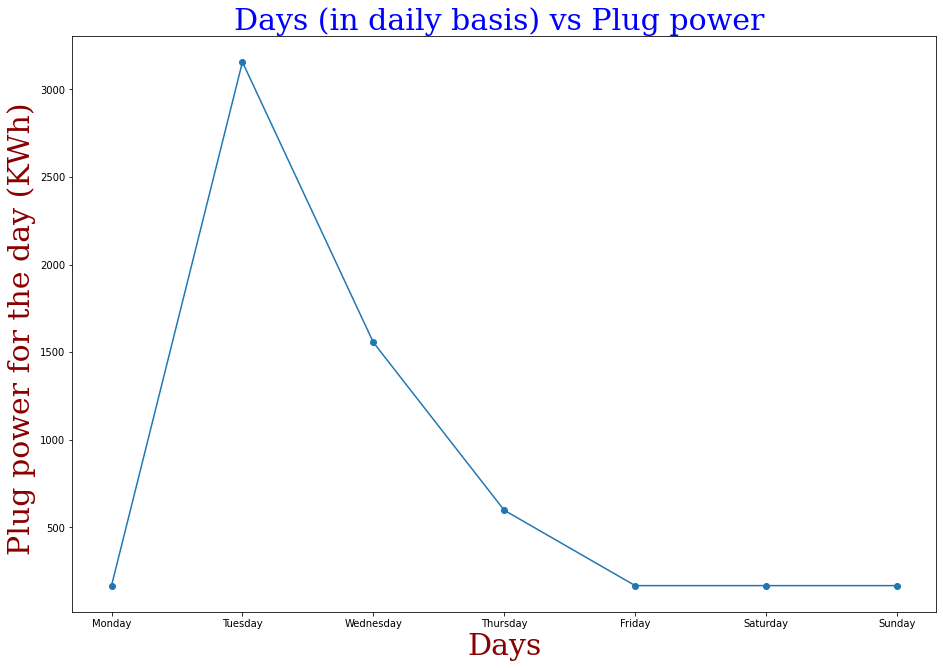 Days (in daily basis) vs Plug power
Plug power for the day (KWh)
3000
2500
2000
1500
1000
500
Monday Tuesday Wednesday Thursday Friday Saturday Sunday
Days